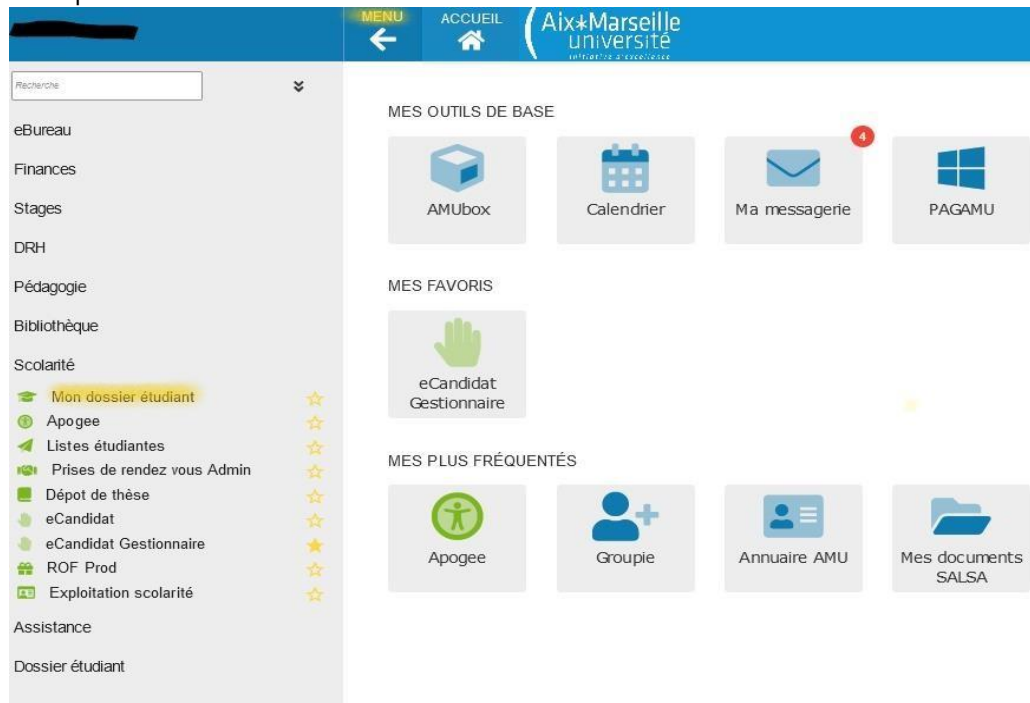 MENU
ACCUEIL
Aix*Marseille
université
initiative d'excellence
Recherche
eBureau
Finances
Stages
DRH
Pédagogie
Bibliothèque
Scolarité
Mon dossier étudiant
Apogee
Listes étudiantes
Prises de rendez vous Admin
Dépot de thèse
eCandidat
eCandidat Gestionnaire
ROF Prod
Exploitation scolarité
Assistance
Dossier étudiant
MES OUTILS DE BASE
4
AMUbox
Calendrier
Ma messagerie
PAGAMU
MES FAVORIS
eCandidat
Gestionnaire
MES PLUS FRÉQUENTÉS
Apogee
Groupie
Annuaire AMU
Mes documents
SALSA